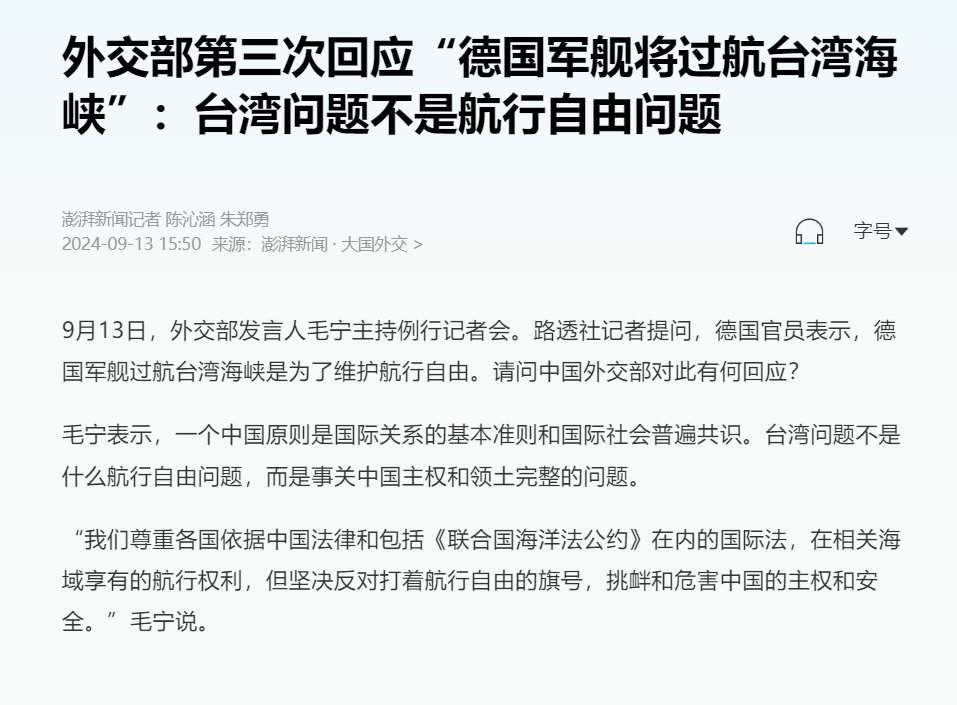 外交部第三次回应“德国军舰将过航台湾海
峡”：台湾问题不是航行自由问题
澎湃新闻记者 陈沁涵 朱郑勇
2024-09-13 15:50 来源：澎湃新闻 · 大国外交 >
字号
9月13日，外交部发言人毛宁主持例行记者会。路透社记者提问，德国官员表示，德
国军舰过航台湾海峡是为了维护航行自由。请问中国外交部对此有何回应？
毛宁表示，一个中国原则是国际关系的基本准则和国际社会普遍共识。台湾问题不是
什么航行自由问题，而是事关中国主权和领土完整的问题。
“我们尊重各国依据中国法律和包括《联合国海洋法公约》在内的国际法，在相关海
域享有的航行权利，但坚决反对打着航行自由的旗号，挑衅和危害中国的主权和安
全。”毛宁说。